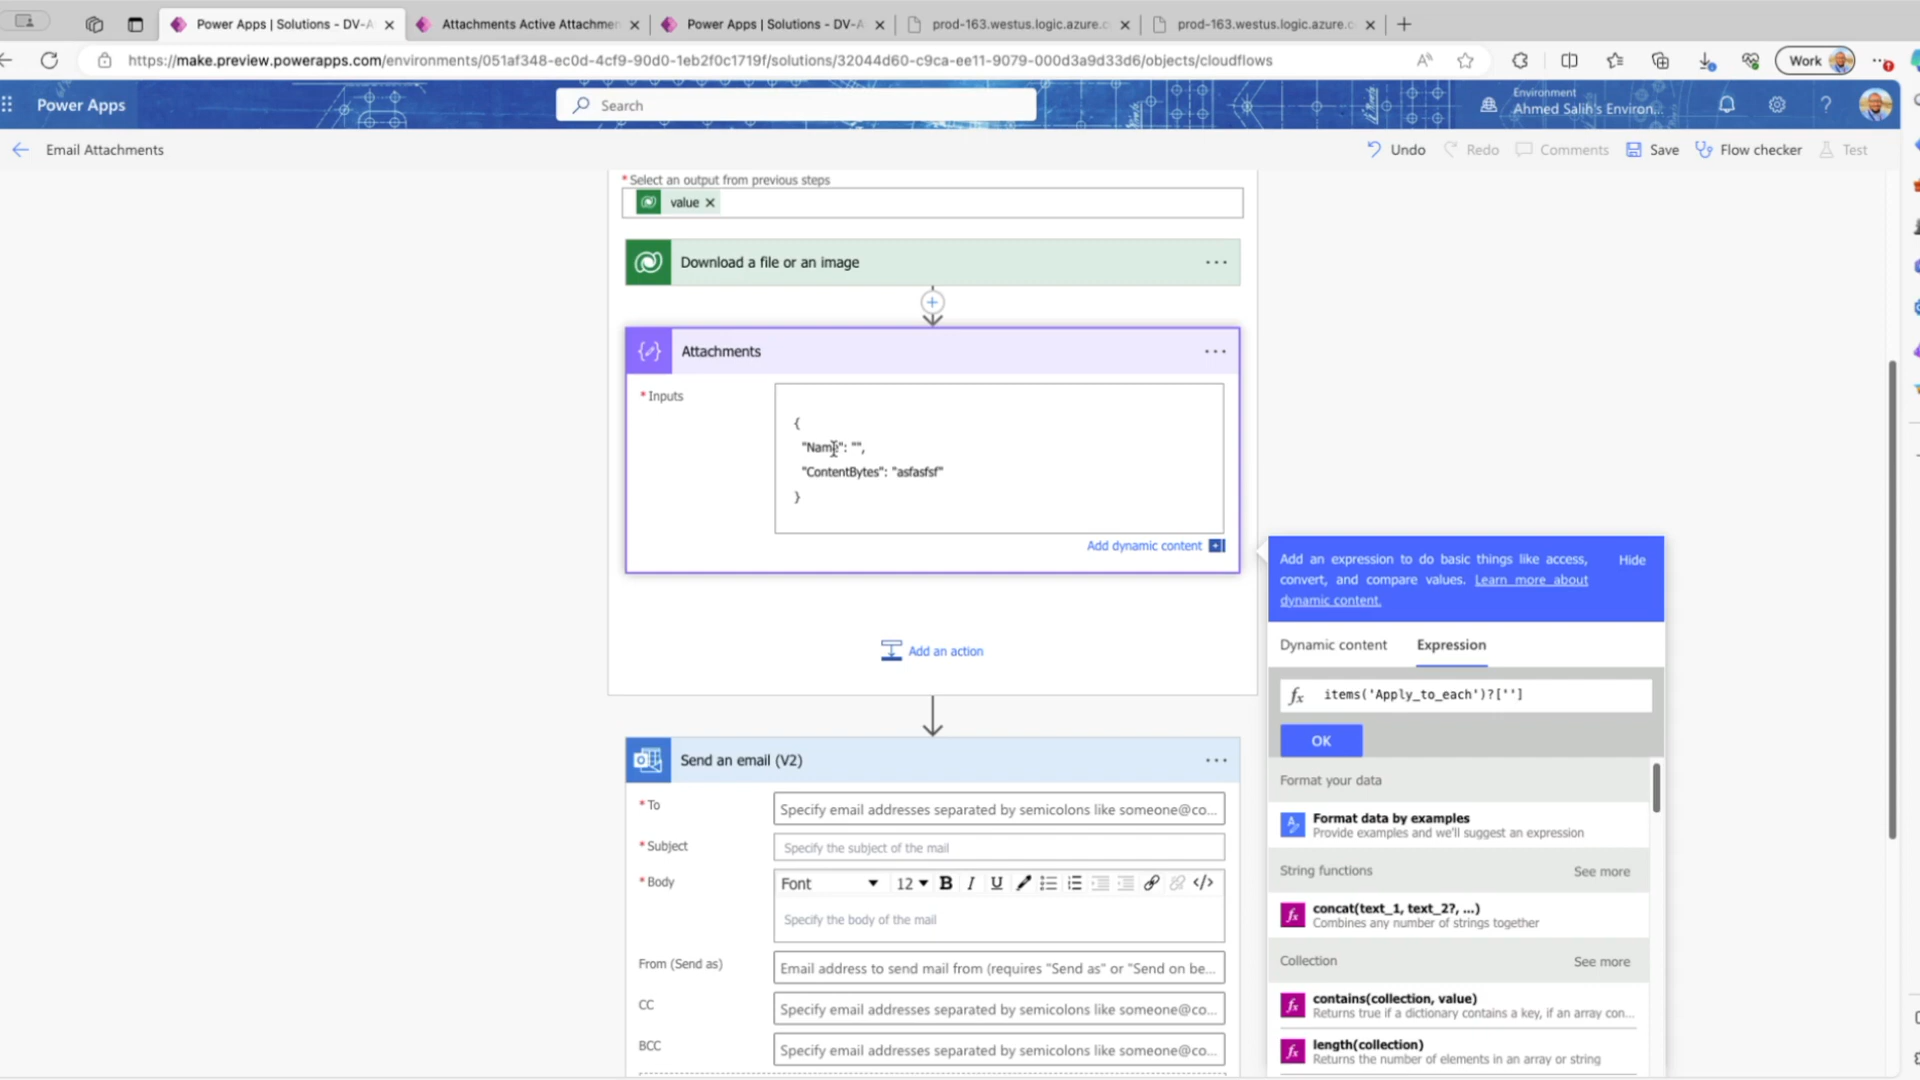 Power Apps | Solutions - DV-A
Attachments Active Attachmen
Power Apps | Solutions - DV-A
prod-163.westus.logic.azure.c
prod-163.westus.logic.azure.c
https://make.preview.powerapps.com/environments/051af348-ec0d-4cf9-90d0-1eb2f0c1719f/solutions/32044d60-c9ca-ee11-9079-000d3a9d33d6/objects/cloudflows
Work
Power Apps
Search
Environment
Ahmed Salih's Environ...
Email Attachments
Undo
Redo
Comments
Save
Flow checker
Test
* Select an output from previous steps
value
Download a file or an image
Attachments
* Inputs
{
"Name": "",
"ContentBytes": "asfasfsf"
}
Add dynamic content
Add an action
Send an email (V2)
* To
Specify email addresses separated by semicolons like someone@co...
* Subject
Specify the subject of the mail
* Body
Font
12
B
I
U
</>
Specify the body of the mail
From (Send as)
Email address to send mail from (requires "Send as" or "Send on be...
CC
Specify email addresses separated by semicolons like someone@co...
BCC
Specify email addresses separated by semicolons like someone@co...
Add an expression to do basic things like access,
convert, and compare values. Learn more about
dynamic content.
Hide
Dynamic content
Expression
fx
items('Apply_to_each')?['']
OK
Format your data
Format data by examples
Provide examples and we'll suggest an expression
String functions
See more
fx
concat(text_1, text_2?, ...)
Combines any number of strings together
Collection
See more
fx
contains(collection, value)
Returns true if a dictionary contains a key, if an array con...
fx
length(collection)
Returns the number of elements in an array or string